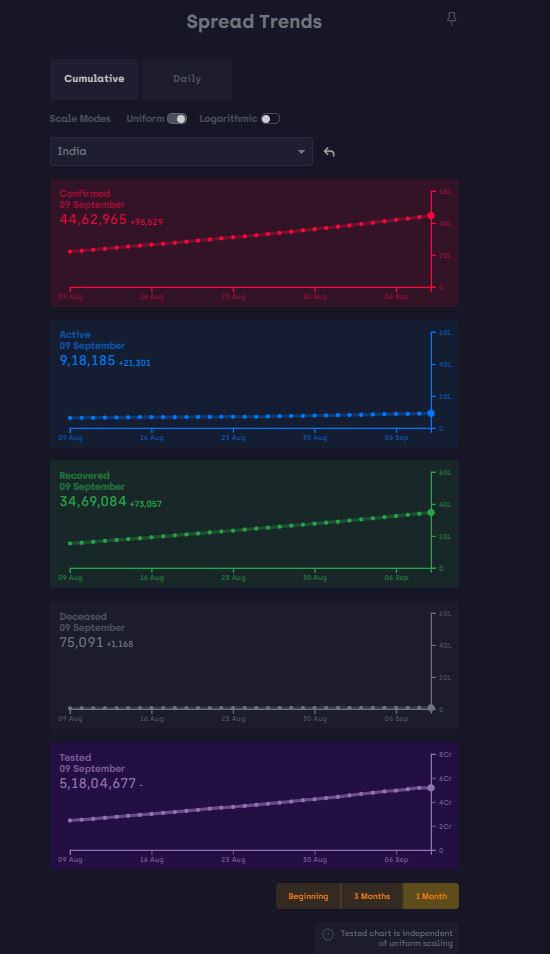 Spread Trends
Cumulative
Daily
Scale Modes Uniform Logarithmic
India
Confirmed
09 September
44,62,965 +95,529
60L
40L
20L
0
09 Aug 16 Aug 23 Aug 30 Aug 06 Sep
Active
09 September
9,18,185 +21,301
60L
40L
20L
0
09 Aug 16 Aug 23 Aug 30 Aug 06 Sep
Recovered
09 September
34,69,084 +73,057
60L
40L
20L
0
09 Aug 16 Aug 23 Aug 30 Aug 06 Sep
Deceased
09 September
75,091 +1,168
60L
40L
20L
0
09 Aug 16 Aug 23 Aug 30 Aug 06 Sep
Tested
09 September
5,18,04,677 -
8Cr
6Cr
4Cr
2Cr
0
09 Aug 16 Aug 23 Aug 30 Aug 06 Sep
Beginning 3 Months 1 Month
Tested chart is independent
of uniform scaling